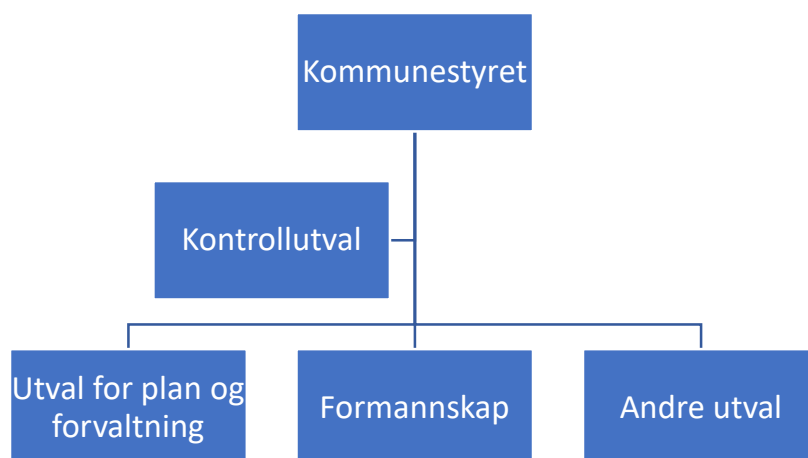 Kommunestyret
Kontrollutval
Utval for plan og
forvaltning
Formannskap
Andre utval